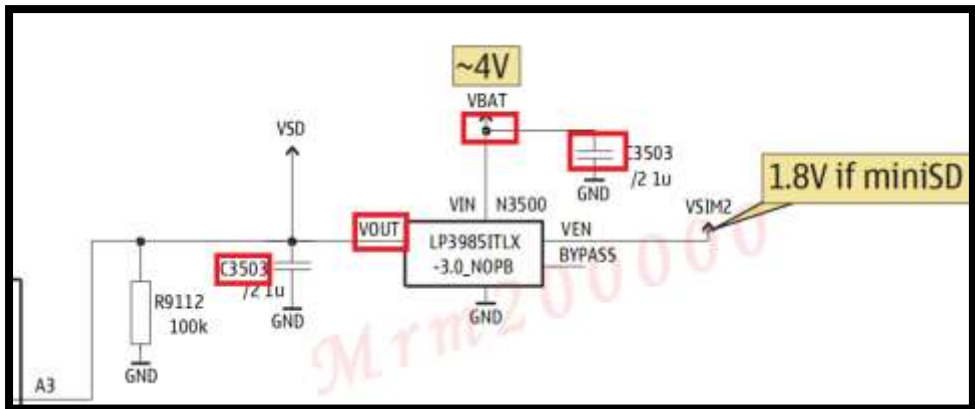 ~4V
VBAT
VSD
C3503
/2 1u
GND
1.8V if miniSD
VSIM2
VIN N3500
VOUT
VEN
LP3985ITLX
-3.0_NOPB
BYPASS
C3503
/2 1u
GND
GND
R9112
100k
GND
A3
Mrm200000